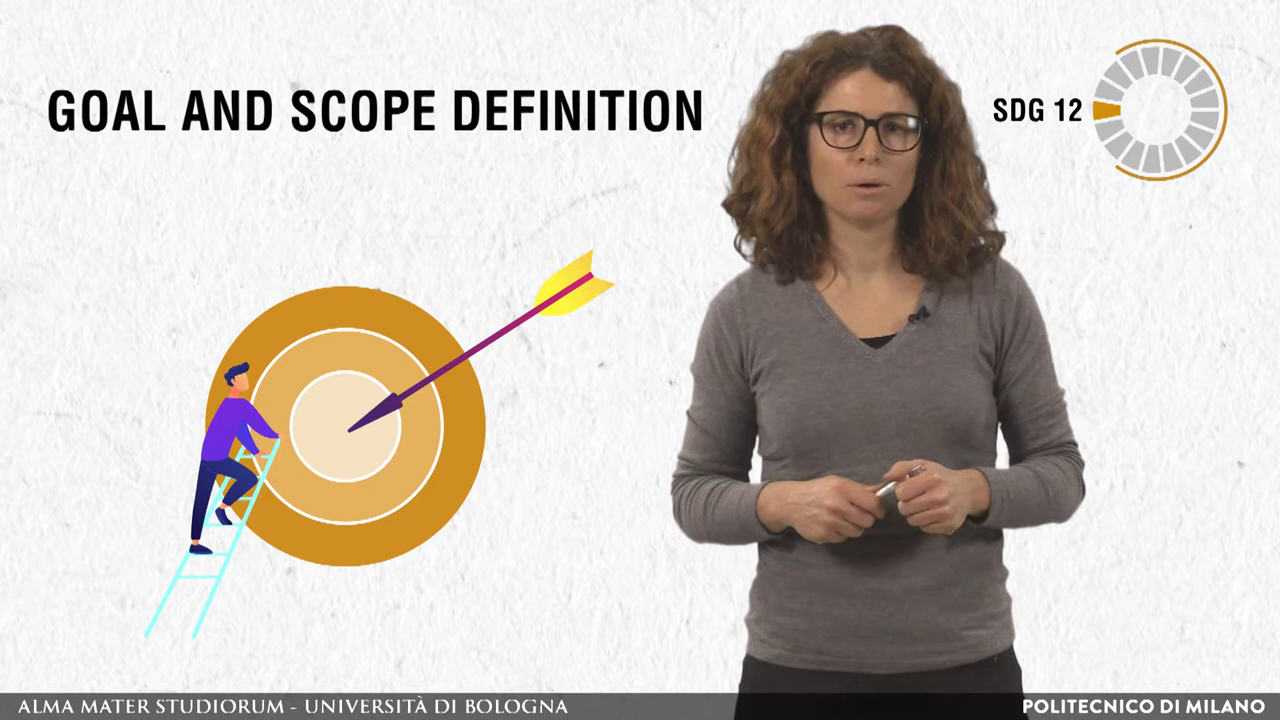 GOAL AND SCOPE DEFINITION
SDG 12
ALMA MATER STUDIORUM - UNIVERSITÀ DI BOLOGNA
POLITECNICO DI MILANO